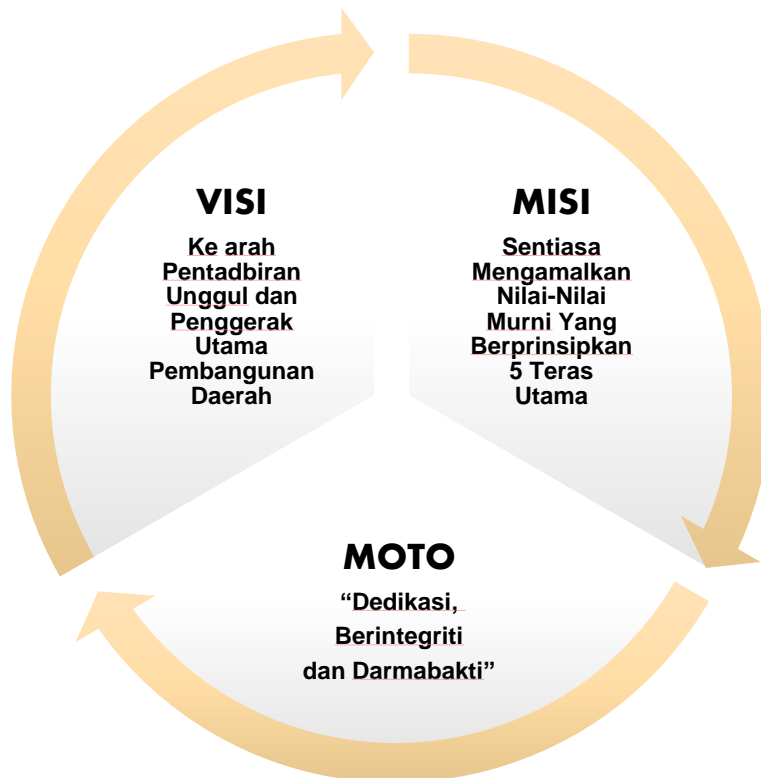 VISI
Ke arah
Pentadbiran
Unggul dan
Penggerak
Utama
Pembangunan
Daerah
MISI
Sentiasa
Mengamalkan
Nilai-Nilai
Murni Yang
Berprinsipkan
5 Teras
Utama
MOTO
“Dedikasi,
Berintegriti
dan Darmabakti”